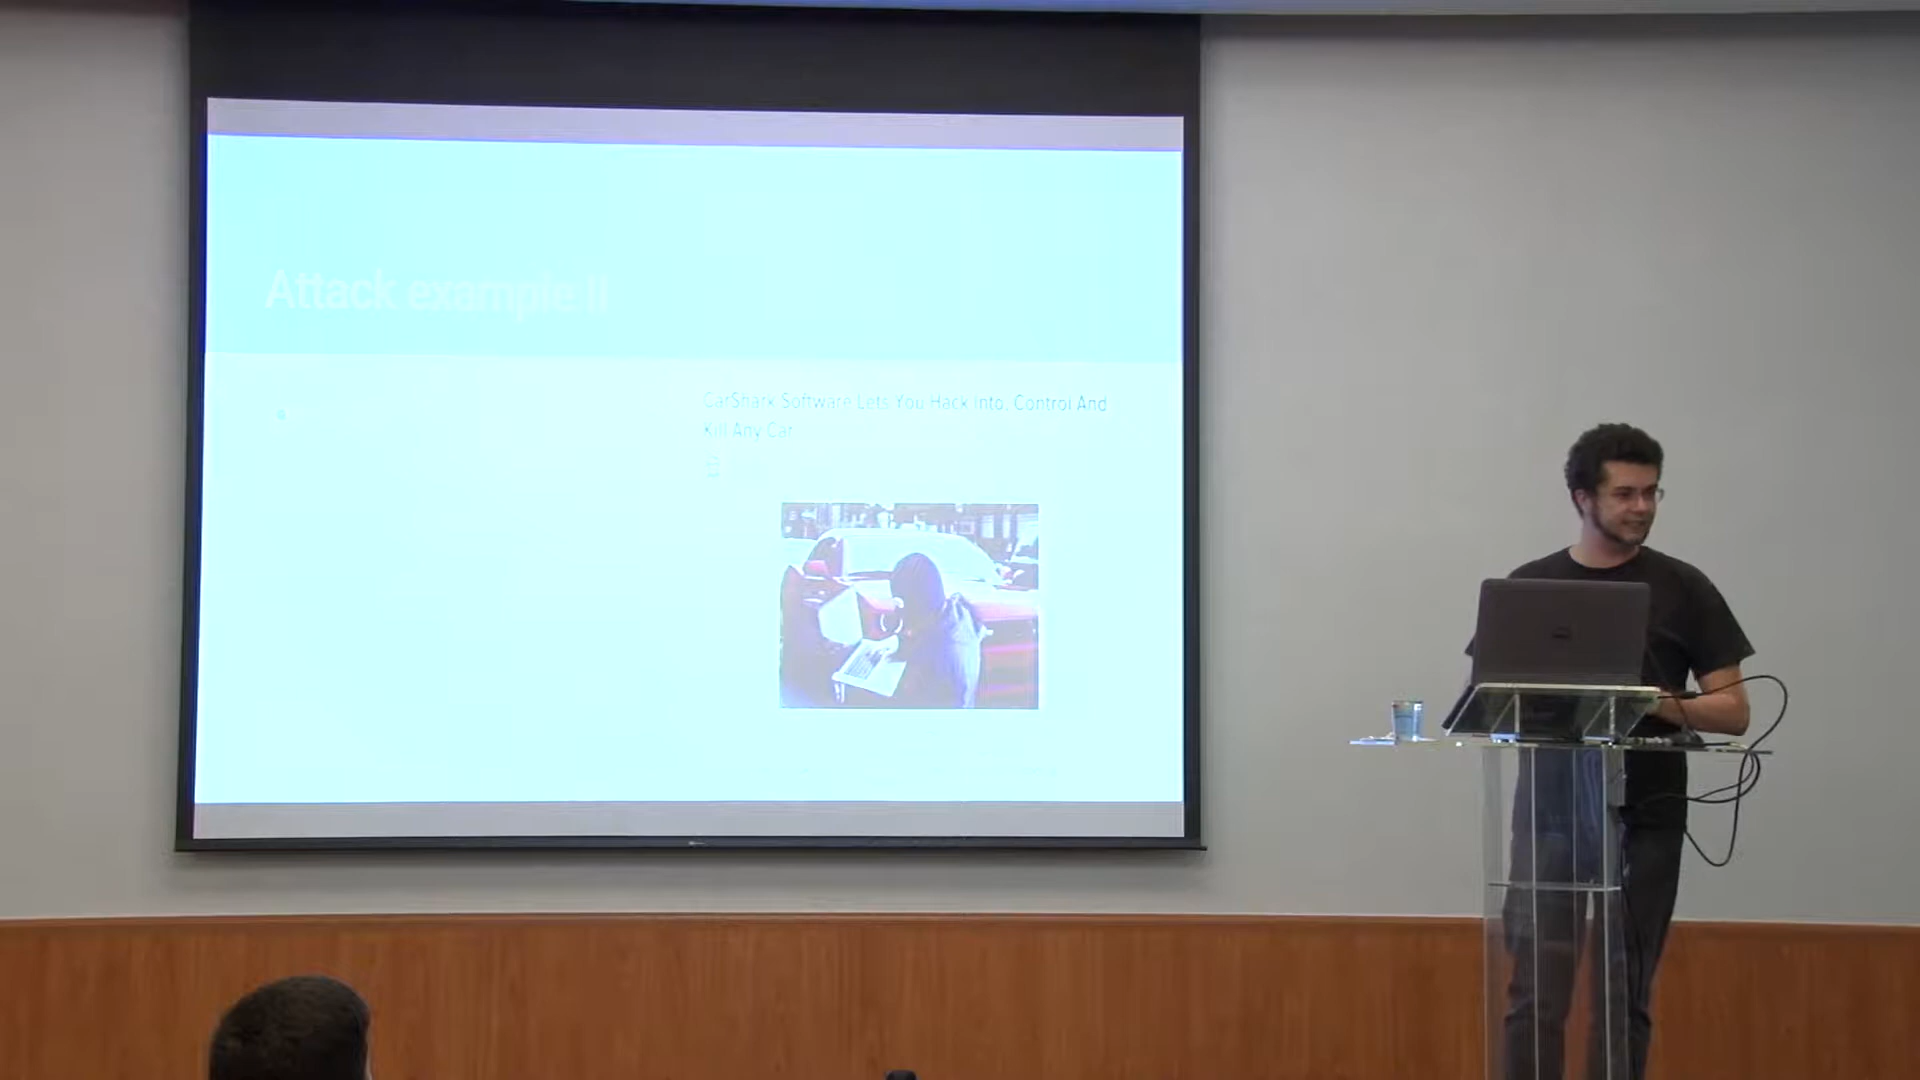 Attack example II
CarShark Software Lets You Hack Into, Control And
Kill Any Car